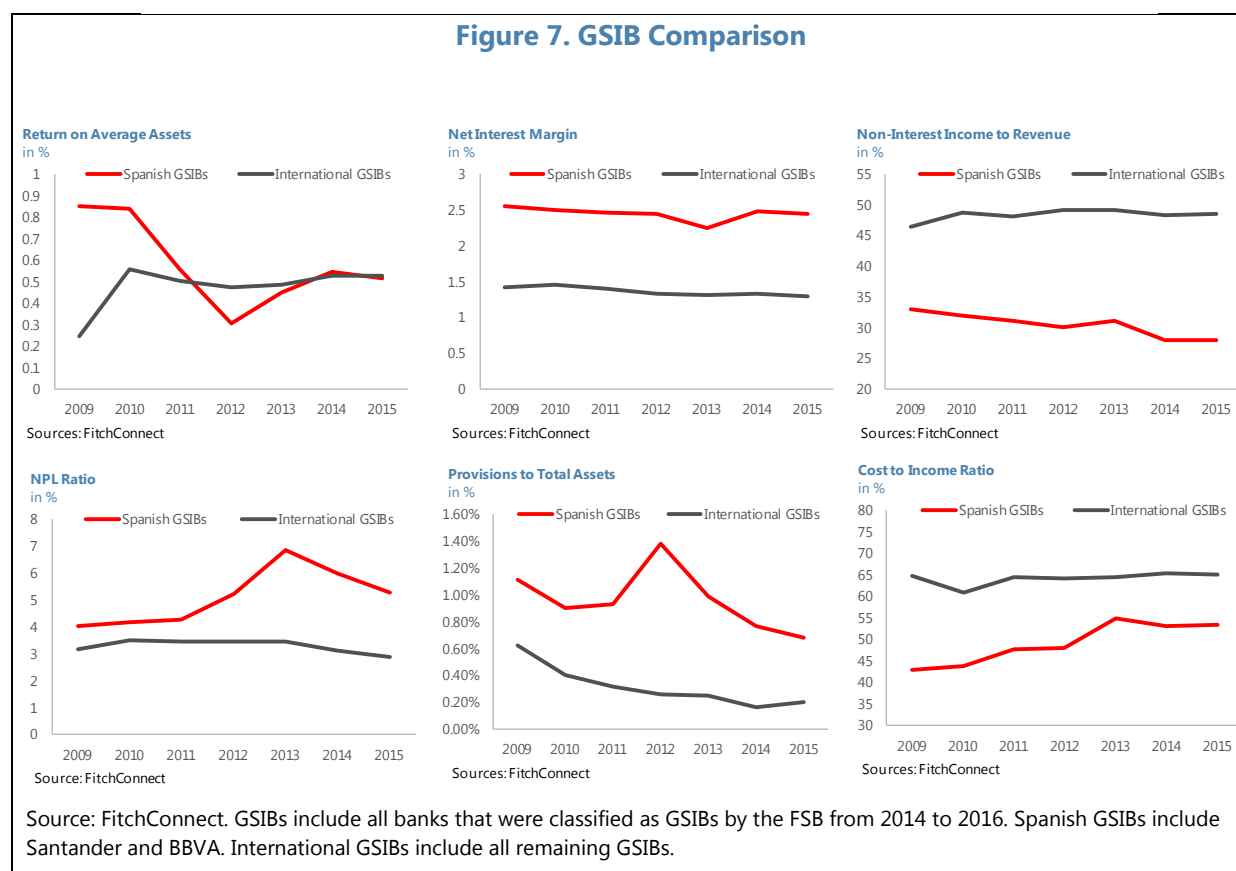 Figure 7. GSIB Comparison
Return on Average Assets
in %
Spanish GSIBs
International GSIBs
1
0.9
0.8
0.7
0.6
0.5
0.4
0.3
0.2
0.1
0
2009 2010 2011 2012 2013 2014 2015
Sources: FitchConnect
Net Interest Margin
in %
Spanish GSIBs
International GSIBs
3
2.5
2
1.5
1
0.5
0
2009 2010 2011 2012 2013 2014 2015
Non-Interest Income to Revenue
in %
Spanish GSIBs
International GSIBs
55
50
45
40
35
30
25
20
2009 2010 2011 2012 2013 2014 2015
Sources: FitchConnect
NPL Ratio
in %
Spanish GSIBs
International GSIBs
8
7
6
5
4
3
2
1
0
2009 2010 2011 2012 2013 2014 2015
Source: FitchConnect
Provisions to Total Assets
in %
Spanish GSIBs
International GSIBs
1.60%
1.40%
1.20%
1.00%
0.80%
0.60%
0.40%
0.20%
0.00%
2009 2010 2011 2012 2013 2014 2015
Sources: FitchConnect
Cost to Income Ratio
in %
Spanish GSIBs
International GSIBs
80
75
70
65
60
55
50
45
40
35
30
2009 2010 2011 2012 2013 2014 2015
Sources: FitchConnect
Source: FitchConnect. GSIBs include all banks that were classified as GSIBs by the FSB from 2014 to 2016. Spanish GSIBs include
Santander and BBVA. International GSIBs include all remaining GSIBs.